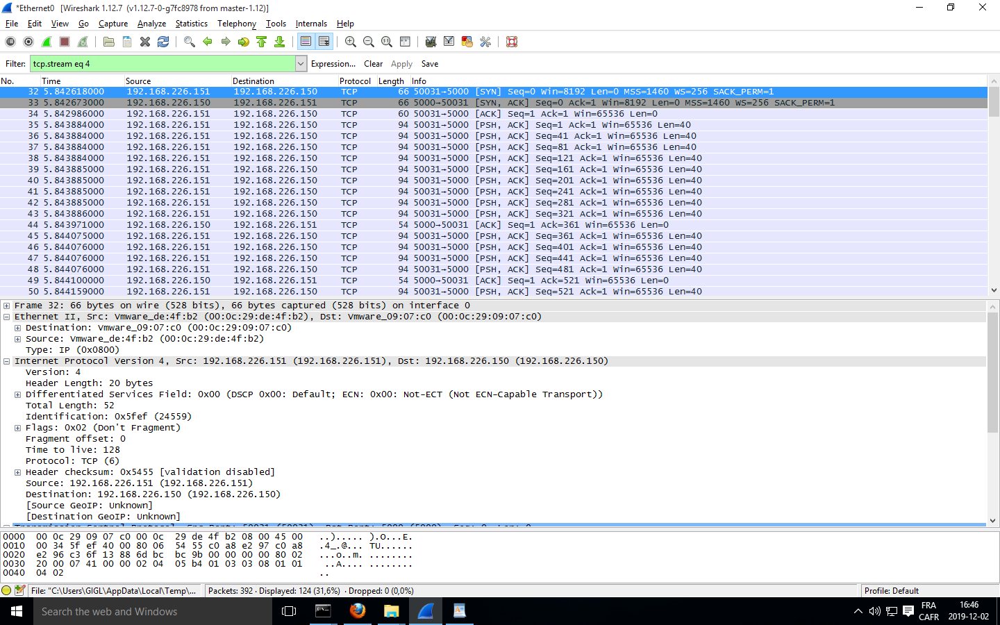 *Ethernet0   [Wireshark 1.12.7  (v1.12.7-0-g7fc8978 from master-1.12)]
File Edit View Go Capture Analyze Statistics Telephony Tools Internals Help
Filter: tcp.stream eq 4 Expression... Clear Apply Save
No. Time Source Destination Protocol Length Info
32 5.842618000 192.168.226.151 192.168.226.150 TCP 66 50031→5000 [SYN] Seq=0 Win=8192 Len=0 MSS=1460 WS=256 SACK_PERM=1
33 5.842673000 192.168.226.150 192.168.226.151 TCP 66 5000→50031 [SYN, ACK] Seq=0 Ack=1 Win=8192 Len=0 MSS=1460 WS=256 SACK_PERM=1
34 5.842986000 192.168.226.151 192.168.226.150 TCP 60 50031→5000 [ACK] Seq=1 Ack=1 Win=65536 Len=0
35 5.843884000 192.168.226.151 192.168.226.150 TCP 94 50031→5000 [PSH, ACK] Seq=1 Ack=1 Win=65536 Len=40
36 5.843884000 192.168.226.151 192.168.226.150 TCP 94 50031→5000 [PSH, ACK] Seq=41 Ack=1 Win=65536 Len=40
37 5.843884000 192.168.226.151 192.168.226.150 TCP 94 50031→5000 [PSH, ACK] Seq=81 Ack=1 Win=65536 Len=40
38 5.843884000 192.168.226.151 192.168.226.150 TCP 94 50031→5000 [PSH, ACK] Seq=121 Ack=1 Win=65536 Len=40
39 5.843885000 192.168.226.151 192.168.226.150 TCP 94 50031→5000 [PSH, ACK] Seq=161 Ack=1 Win=65536 Len=40
40 5.843885000 192.168.226.151 192.168.226.150 TCP 94 50031→5000 [PSH, ACK] Seq=201 Ack=1 Win=65536 Len=40
41 5.843885000 192.168.226.151 192.168.226.150 TCP 94 50031→5000 [PSH, ACK] Seq=241 Ack=1 Win=65536 Len=40
42 5.843885000 192.168.226.151 192.168.226.150 TCP 94 50031→5000 [PSH, ACK] Seq=281 Ack=1 Win=65536 Len=40
43 5.843886000 192.168.226.151 192.168.226.150 TCP 94 50031→5000 [PSH, ACK] Seq=321 Ack=1 Win=65536 Len=40
44 5.843971000 192.168.226.150 192.168.226.151 TCP 54 5000→50031 [ACK] Seq=1 Ack=361 Win=65536 Len=0
45 5.844075000 192.168.226.151 192.168.226.150 TCP 94 50031→5000 [PSH, ACK] Seq=361 Ack=1 Win=65536 Len=40
46 5.844076000 192.168.226.151 192.168.226.150 TCP 94 50031→5000 [PSH, ACK] Seq=401 Ack=1 Win=65536 Len=40
47 5.844076000 192.168.226.151 192.168.226.150 TCP 94 50031→5000 [PSH, ACK] Seq=441 Ack=1 Win=65536 Len=40
48 5.844076000 192.168.226.151 192.168.226.150 TCP 94 50031→5000 [PSH, ACK] Seq=481 Ack=1 Win=65536 Len=40
49 5.844100000 192.168.226.150 192.168.226.151 TCP 54 5000→50031 [ACK] Seq=1 Ack=521 Win=65536 Len=0
50 5.844159000 192.168.226.151 192.168.226.150 TCP 94 50031→5000 [PSH, ACK] Seq=521 Ack=1 Win=65536 Len=40
Frame 32: 66 bytes on wire (528 bits), 66 bytes captured (528 bits) on interface 0
Ethernet II, Src: Vmware_de:4f:b2 (00:0c:29:de:4f:b2), Dst: Vmware_09:07:c0 (00:0c:29:09:07:c0)
Destination: Vmware_09:07:c0 (00:0c:29:09:07:c0)
Source: Vmware_de:4f:b2 (00:0c:29:de:4f:b2)
Type: IP (0x0800)
Internet Protocol Version 4, Src: 192.168.226.151 (192.168.226.151), Dst: 192.168.226.150 (192.168.226.150)
Version: 4
Header Length: 20 bytes
Differentiated Services Field: 0x00 (DSCP 0x00: Default; ECN: 0x00: Not-ECT (Not ECN-Capable Transport))
Total Length: 52
Identification: 0x5fef (24559)
Flags: 0x02 (Don't Fragment)
Fragment offset: 0
Time to live: 128
Protocol: TCP (6)
Header checksum: 0x5455 [validation disabled]
Source: 192.168.226.151 (192.168.226.151)
Destination: 192.168.226.150 (192.168.226.150)
[Source GeoIP: Unknown]
[Destination GeoIP: Unknown]
Transmission Control Protocol, Src Port: 50031 (50031), Dst Port: 5000 (5000), Seq: 0, Len: 0
0000  00 0c 29 09 07 c0 00 0c  29 de 4f b2 08 00 45 00   ..)..... ).O...E.
0010  00 34 5f ef 40 00 80 06  54 55 c0 a8 e2 97 c0 a8   .4_.@... TU......
0020  e2 96 c3 6f 13 88 6d bc  bc 9b 00 00 00 00 80 02   ...o..m. ........
0030  20 00 07 41 00 00 02 04  05 b4 01 03 03 08 01 01    ..A.... ........
0040  04 02   ..
File: "C:\Users\GIGL\AppData\Local\Temp\... Packets: 392 · Displayed: 124 (31,6%)  · Dropped: 0 (0,0%) Profile: Default
Search the web and Windows
FRA 16:46
CAFR 2019-12-02